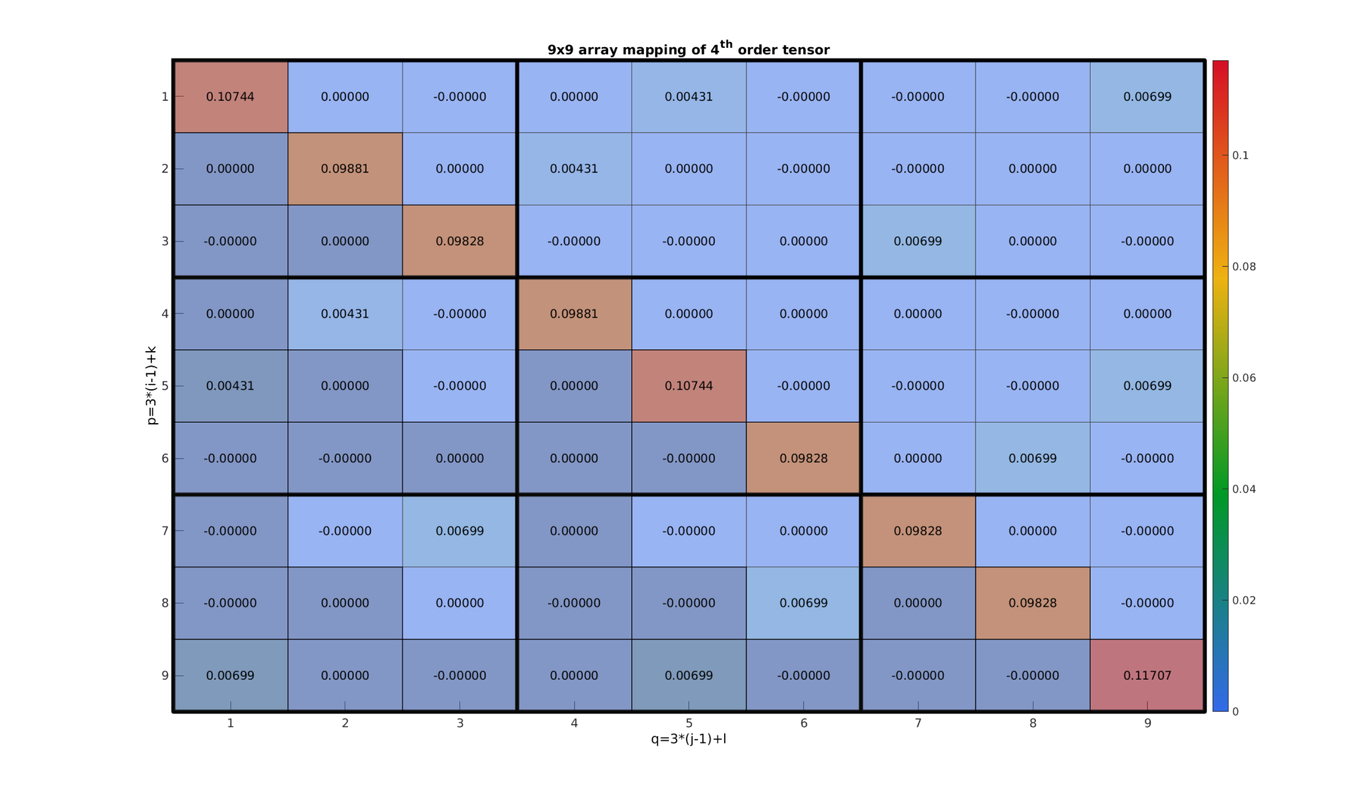 9x9 array mapping of 4th order tensor
1 0.10744 0.00000 -0.00000 0.00000 0.00431 -0.00000 -0.00000 -0.00000 0.00699
2 0.00000 0.09881 0.00000 0.00431 0.00000 -0.00000 -0.00000 0.00000 0.00000
3 -0.00000 0.00000 0.09828 -0.00000 -0.00000 0.00000 0.00699 0.00000 -0.00000
4 0.00000 0.00431 -0.00000 0.09881 0.00000 0.00000 0.00000 -0.00000 0.00000
5 0.00431 0.00000 -0.00000 0.00000 0.10744 -0.00000 -0.00000 -0.00000 0.00699
6 -0.00000 -0.00000 0.00000 0.00000 -0.00000 0.09828 0.00000 0.00699 -0.00000
7 -0.00000 -0.00000 0.00699 0.00000 -0.00000 0.00000 0.09828 0.00000 -0.00000
8 -0.00000 0.00000 0.00000 -0.00000 -0.00000 0.00699 0.00000 0.09828 -0.00000
9 0.00699 0.00000 -0.00000 0.00000 0.00699 -0.00000 -0.00000 -0.00000 0.11707
1 2 3 4 5 6 7 8 9
q=3*(j-1)+l
p=3*(i-1)+k
0.1
0.08
0.06
0.04
0.02
0